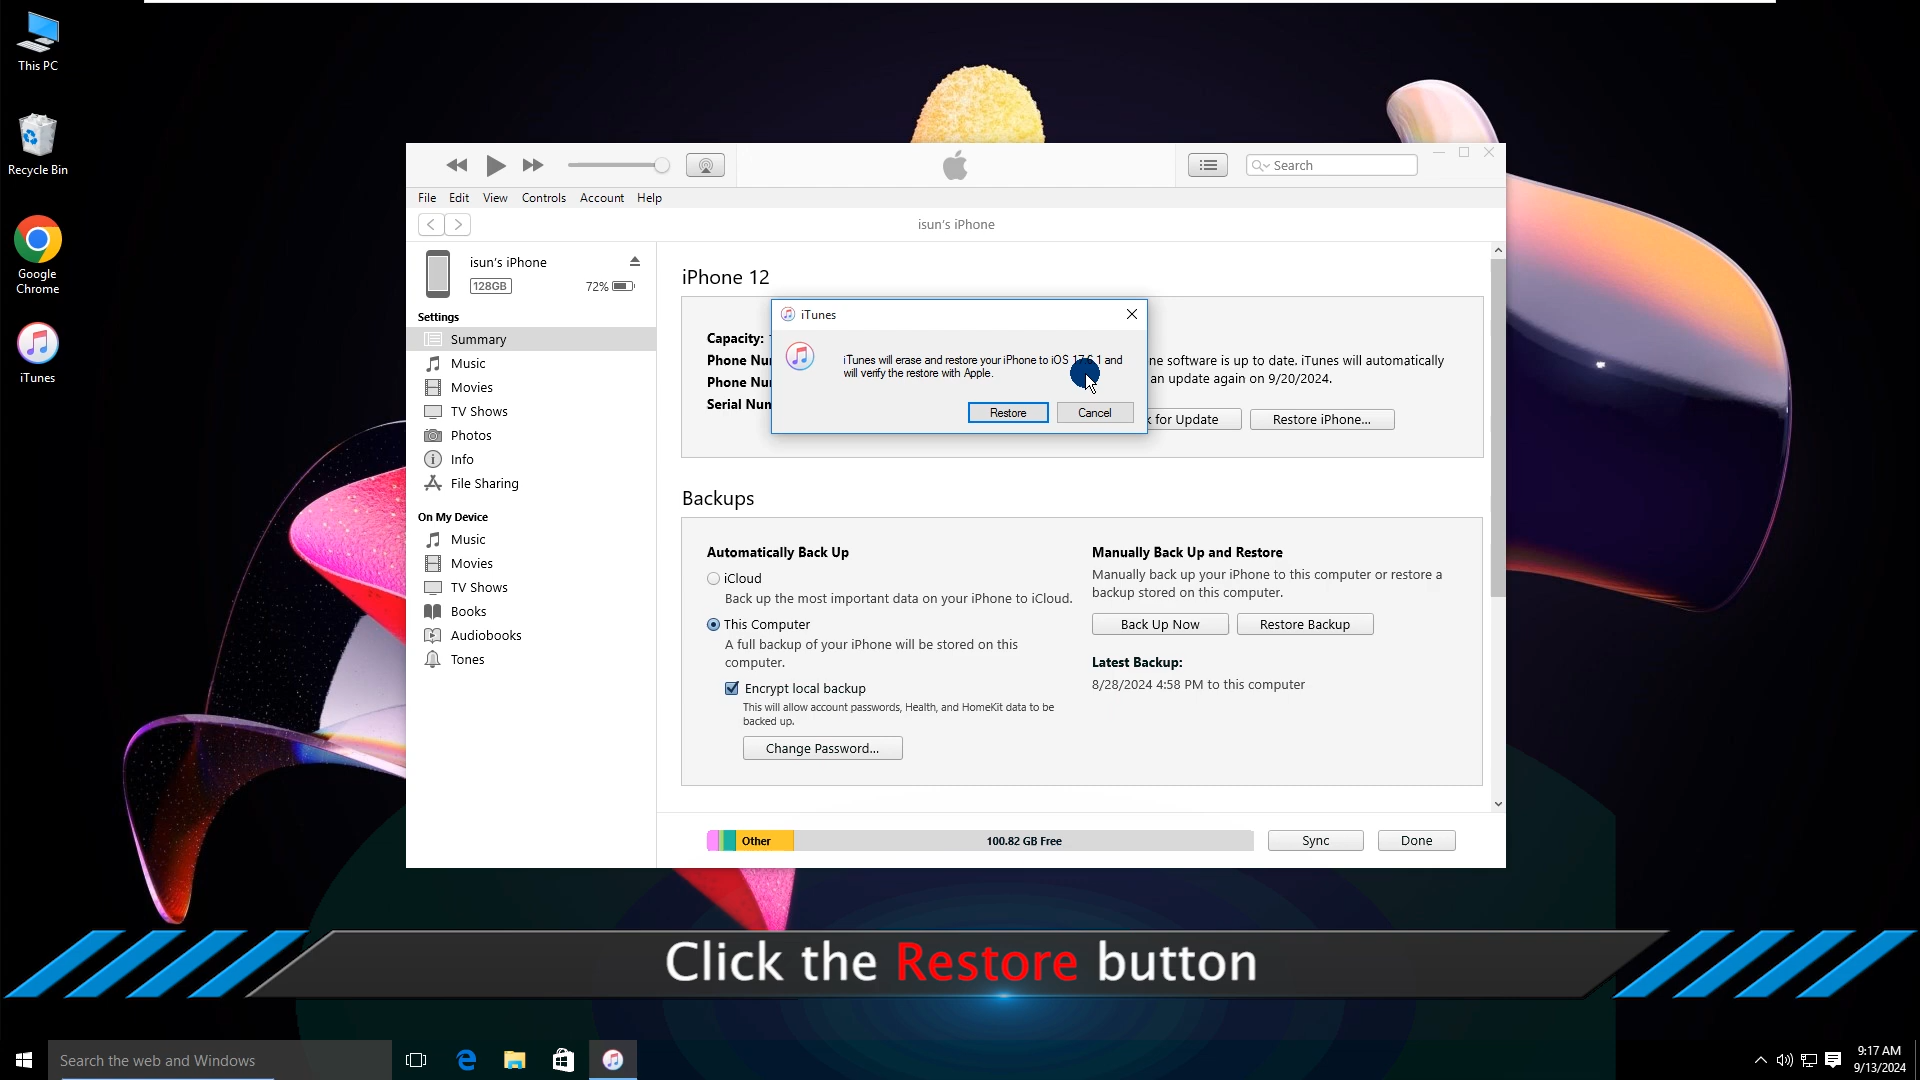 This PC
Recycle Bin
Google
Chrome
iTunes
Search
File Edit View Controls Account Help
isun's iPhone
isun's iPhone
128GB 72%
Settings
Summary
Music
Movies
TV Shows
Photos
Info
File Sharing
On My Device
Music
Movies
TV Shows
Books
Audiobooks
Tones
iPhone 12
Capacity:
Phone Nu
Phone Nu
Serial Num
ne software is up to date. iTunes will automatically
an update again on 9/20/2024.
k for Update Restore iPhone...
iTunes
iTunes will erase and restore your iPhone to iOS 17.6.1 and
will verify the restore with Apple.
Restore Cancel
Backups
Automatically Back Up
iCloud
Back up the most important data on your iPhone to iCloud.
This Computer
A full backup of your iPhone will be stored on this
computer.
Encrypt local backup
This will allow account passwords, Health, and HomeKit data to be
backed up.
Change Password...
Manually Back Up and Restore
Manually back up your iPhone to this computer or restore a
backup stored on this computer.
Back Up Now Restore Backup
Latest Backup:
8/28/2024 4:58 PM to this computer
Other 100.82 GB Free Sync Done
Click the Restore button
Search the web and Windows
9:17 AM
9/13/2024